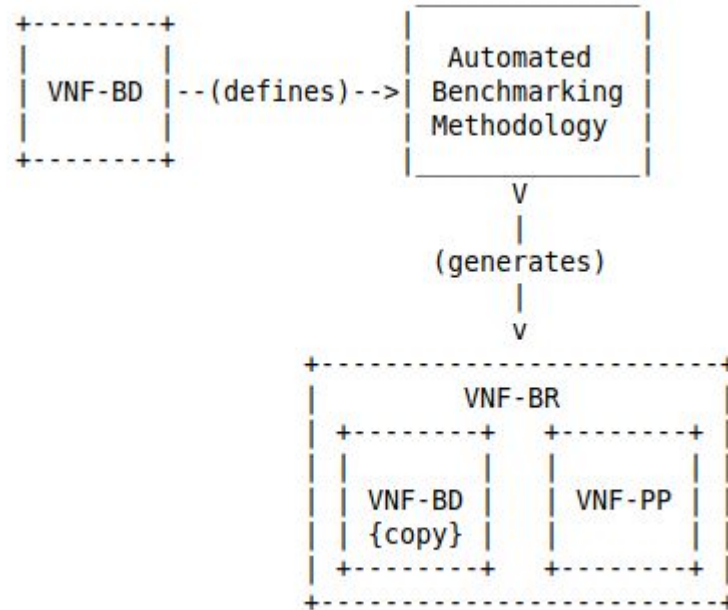 Automated
VNF-BD --(defines)--> Benchmarking
Methodology
V
(generates)
v
VNF-BR
VNF-BD VNF-PP
{copy}